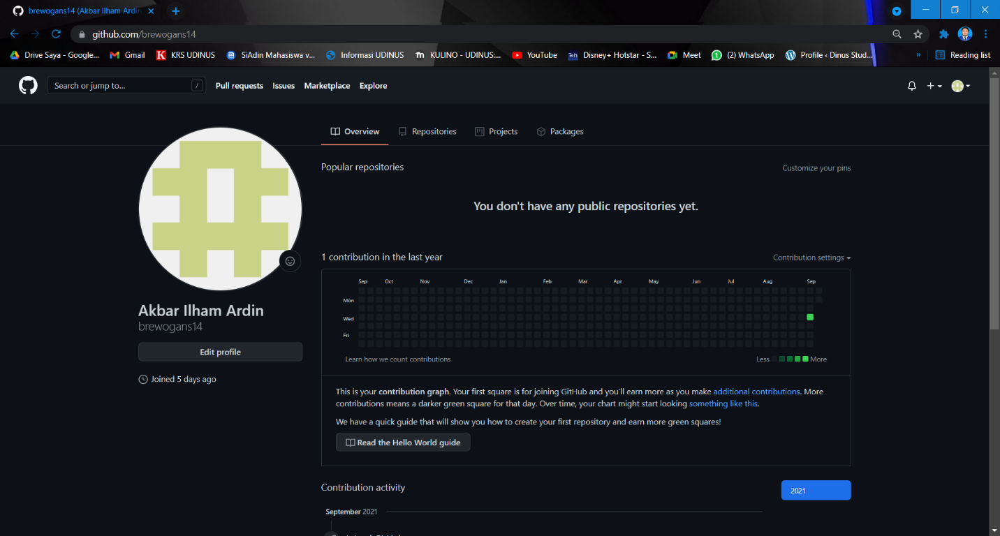 brewogans14 (Akbar Ilham Ardin
github.com/brewogans14
Drive Saya - Google... Gmail KRS UDINUS SiAdin Mahasiswa v... Informasi UDINUS KULINO - UDINUS:... YouTube Disney+ Hotstar - S... Meet (2) WhatsApp Profile ‹ Dinus Stud... » Reading list
Search or jump to... / Pull requests Issues Marketplace Explore
Overview Repositories Projects Packages
Popular repositories Customize your pins
You don't have any public repositories yet.
1 contribution in the last year Contribution settings
Sep Oct Nov Dec Jan Feb Mar Apr May Jun Jul Aug Sep
Mon
Wed
Fri
Learn how we count contributions Less More
Akbar Ilham Ardin
brewogans14
Edit profile
Joined 5 days ago
This is your contribution graph. Your first square is for joining GitHub and you'll earn more as you make additional contributions. More
contributions means a darker green square for that day. Over time, your chart might start looking something like this.
We have a quick guide that will show you how to create your first repository and earn more green squares!
Read the Hello World guide
Contribution activity 2021
September 2021